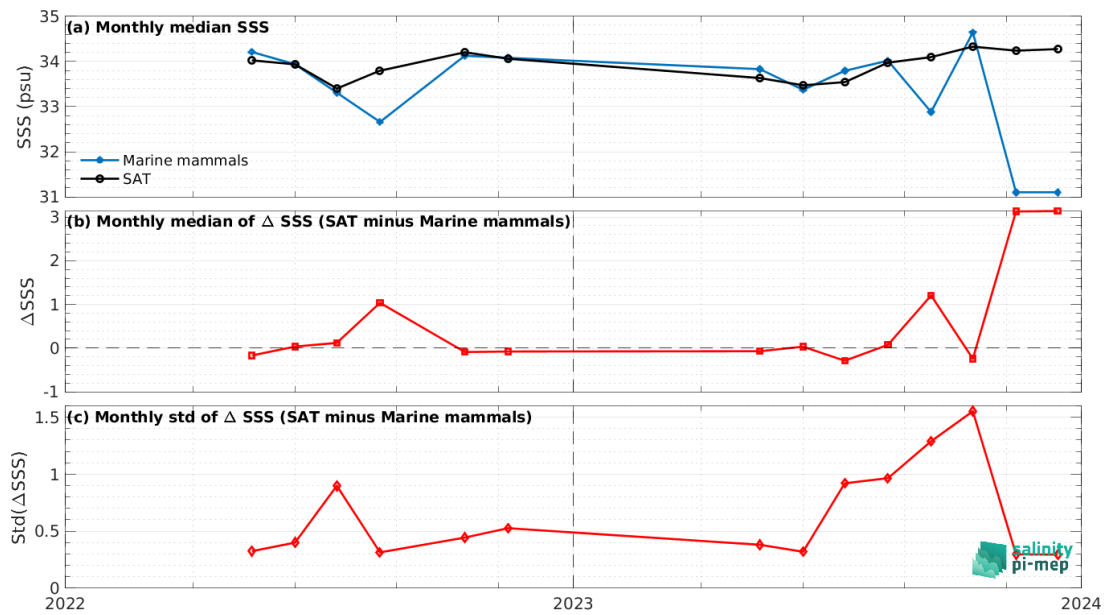 (a) Monthly median SSS
35
34
33
32
31
SSS (psu)
Marine mammals
SAT
(b) Monthly median of Δ SSS (SAT minus Marine mammals)
3
2
1
0
-1
ΔSSS
(c) Monthly std of Δ SSS (SAT minus Marine mammals)
1.5
1
0.5
0
Std(ΔSSS)
salinity
pi-mep
2022
2023
2024